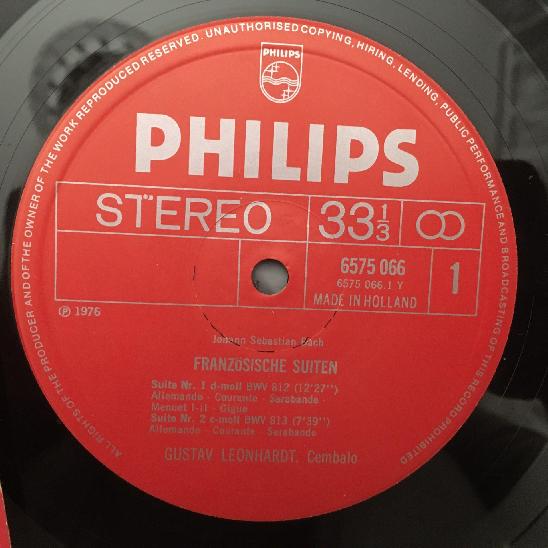 ALL RIGHTS OF THE PRODUCER AND OF THE OWNER OF THE WORK REPRODUCED RESERVED. UNAUTHORISED COPYING, HIRING, LENDING, PUBLIC PERFORMANCE AND BROADCASTING OF THIS RECORD PROHIBITED
PHILIPS
PHILIPS
STEREO 33⅓
6575 066
6575 066.1 Y
MADE IN HOLLAND
1
℗ 1976
Johann Sebastian Bach
FRANZÖSISCHE SUITEN
Suite Nr. 1 d-moll BWV 812 (12'27'')
Allemande - Courante - Sarabande
Menuet I-II - Gigue
Suite Nr. 2 c-moll BWV 813 (7'39'')
Allemande - Courante - Sarabande
GUSTAV LEONHARDT, Cembalo